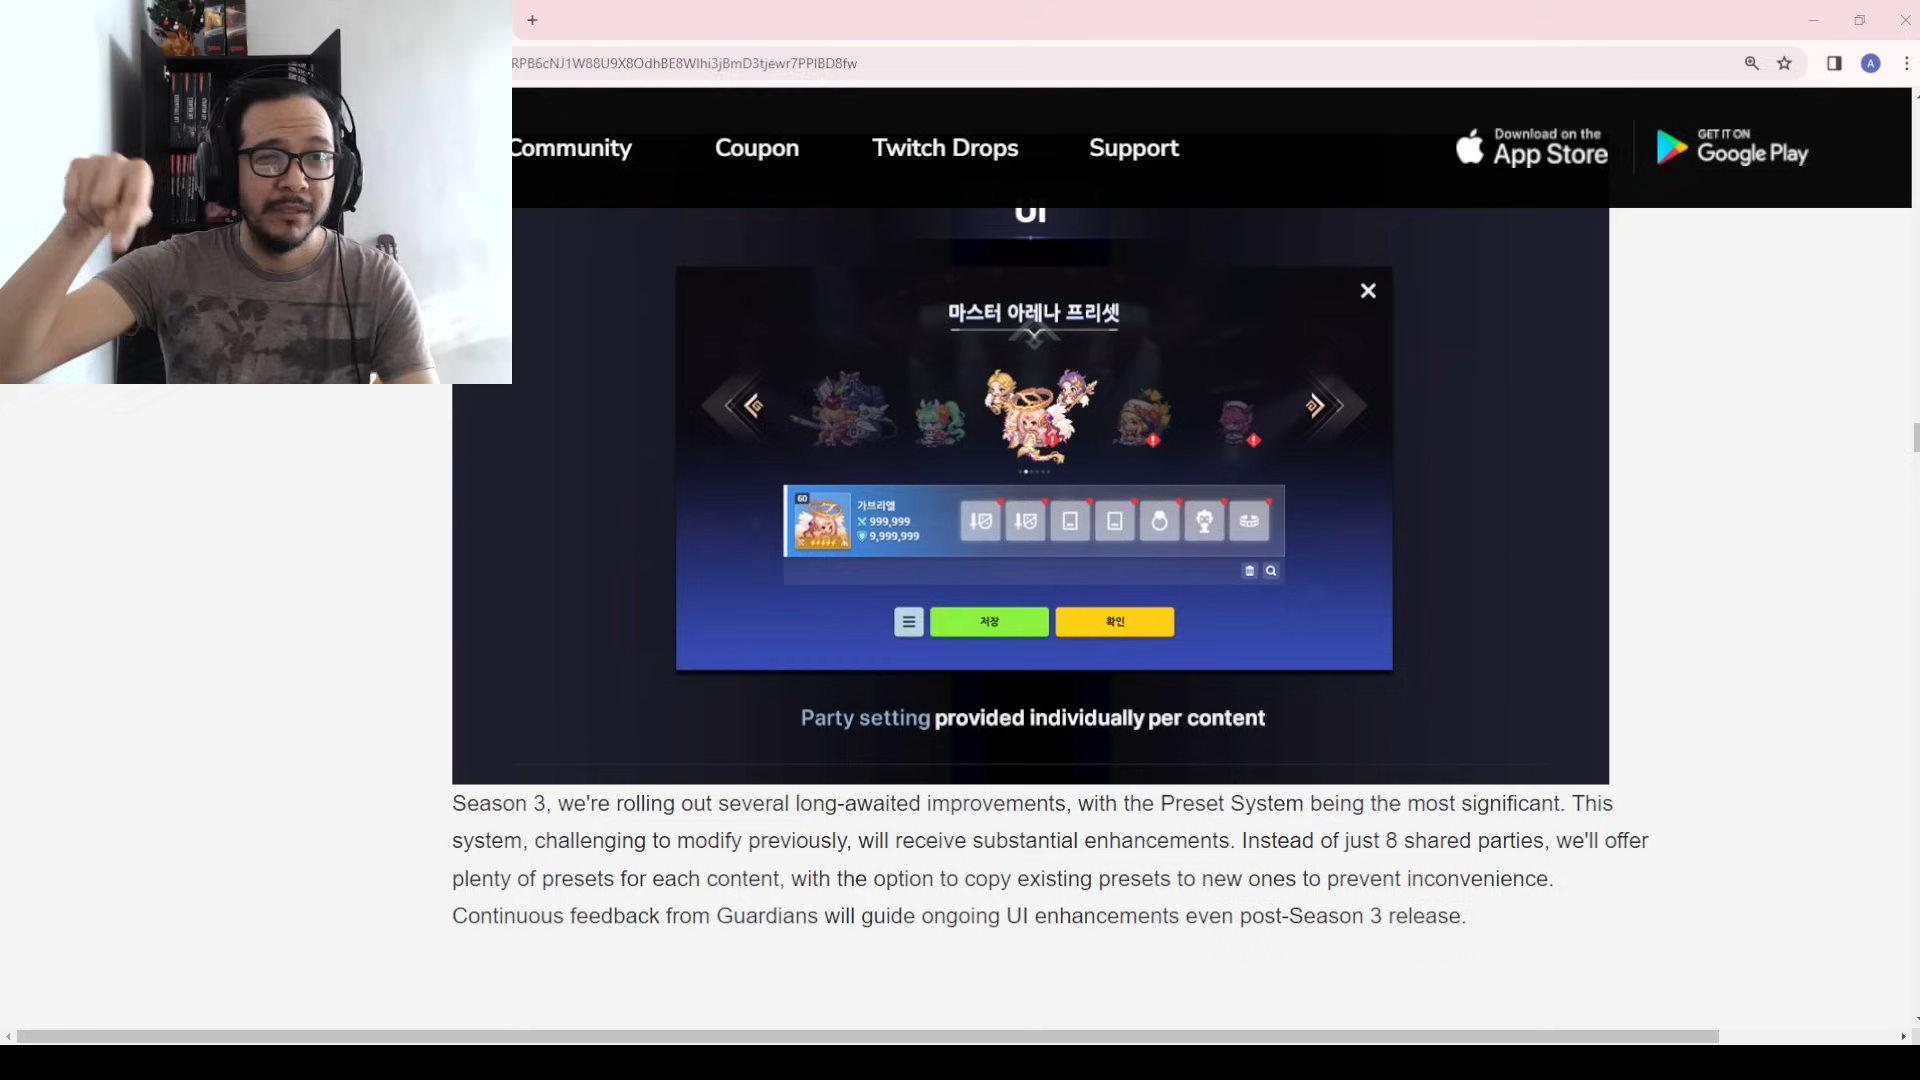 RPB6cNJ1W88U9X8OdhBE8WIhi3jBmD3tjewr7PPIBD8fw
A
Community
Coupon
Twitch Drops
Support
Download on the
App Store
GET IT ON
Google Play
UI
마스터 아레나 프리셋
60
가브리엘
999,999
9,999,999
저장
확인
Party setting provided individually per content
Season 3, we're rolling out several long-awaited improvements, with the Preset System being the most significant. This
system, challenging to modify previously, will receive substantial enhancements. Instead of just 8 shared parties, we'll offer
plenty of presets for each content, with the option to copy existing presets to new ones to prevent inconvenience.
Continuous feedback from Guardians will guide ongoing UI enhancements even post-Season 3 release.